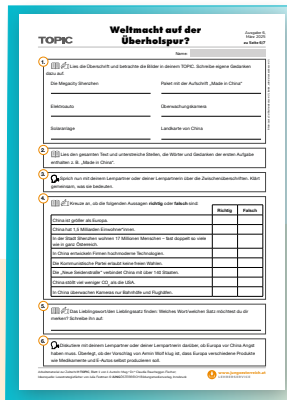 TOPIC
Weltmacht auf der
Überholspur?
Ausgabe 5,
März 2025
zu Seite 6/7
Name:
1.
Lies die Überschrift und betrachte die Bilder in deinem TOPIC. Schreibe eigene Gedanken
dazu auf.
Die Megacity Shenzhen
Paket mit der Aufschrift „Made in China“
Elektroauto
Überwachungskamera
Solaranlage
Landkarte von China
2.
Lies den gesamten Text und unterstreiche Stellen, die Wörter und Gedanken der ersten Aufgabe
enthalten z. B. „Made in China“.
3.
Sprich nun mit deinem Lernpartner oder deiner Lernpartnerin über die Zwischenüberschriften. Klärt
gemeinsam, was sie bedeuten.
4.
Kreuze an, ob die folgenden Aussagen richtig oder falsch sind.
Richtig Falsch
China ist größer als Europa.
China hat 1,5 Milliarden Einwohner*innen.
In der Stadt Shenzhen wohnen 17 Millionen Menschen – fast doppelt so viele
wie in ganz Österreich.
In China entwickeln Firmen hochmoderne Technologien.
Die Kommunistische Partei erlaubt keine freien Wahlen.
Die „Neue Seidenstraße“ verbindet China mit über 140 Staaten.
China stößt viel weniger CO₂ als die USA.
In China überwachen Kameras nur Bahnhöfe und Flughäfen.
5.
Das Lieblingswort/den Lieblingssatz finden: Welches Wort/welchen Satz möchtest du dir
merken? Schreibe ihn auf:
6.
Diskutiere mit deinem Lernpartner oder deiner Lernpartnerin darüber, ob Europa vor China Angst
haben muss. Überlegt, ob der Vorschlag von Armin Wolf klug ist, dass Europa verschiedene Produkte
wie Medikamente und E-Autos selbst produzieren soll.
www.jungoesterreich.at